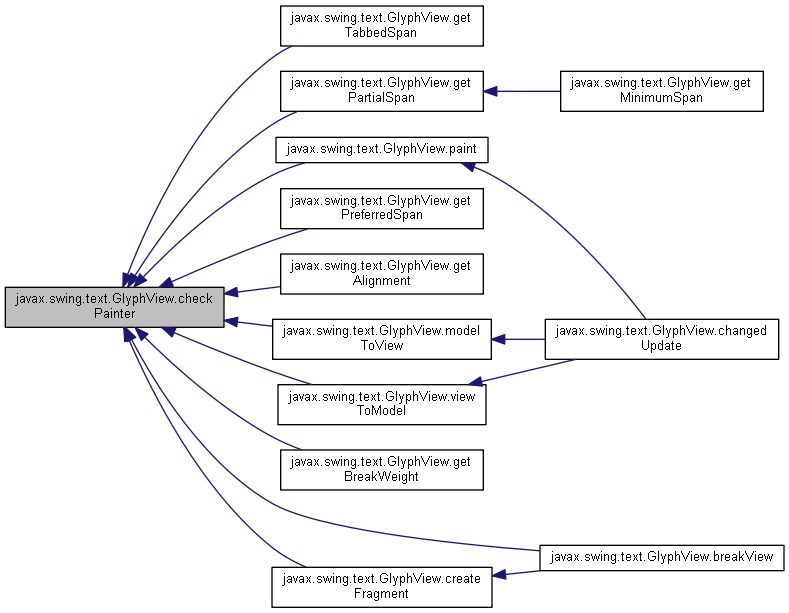 javax.swing.text.GlyphView.get
TabbedSpan
javax.swing.text.GlyphView.get
PartialSpan
javax.swing.text.GlyphView.get
MinimumSpan
javax.swing.text.GlyphView.paint
javax.swing.text.GlyphView.get
PreferredSpan
javax.swing.text.GlyphView.get
Alignment
javax.swing.text.GlyphView.check
Painter
javax.swing.text.GlyphView.model
ToView
javax.swing.text.GlyphView.changed
Update
javax.swing.text.GlyphView.view
ToModel
javax.swing.text.GlyphView.get
BreakWeight
javax.swing.text.GlyphView.breakView
javax.swing.text.GlyphView.create
Fragment